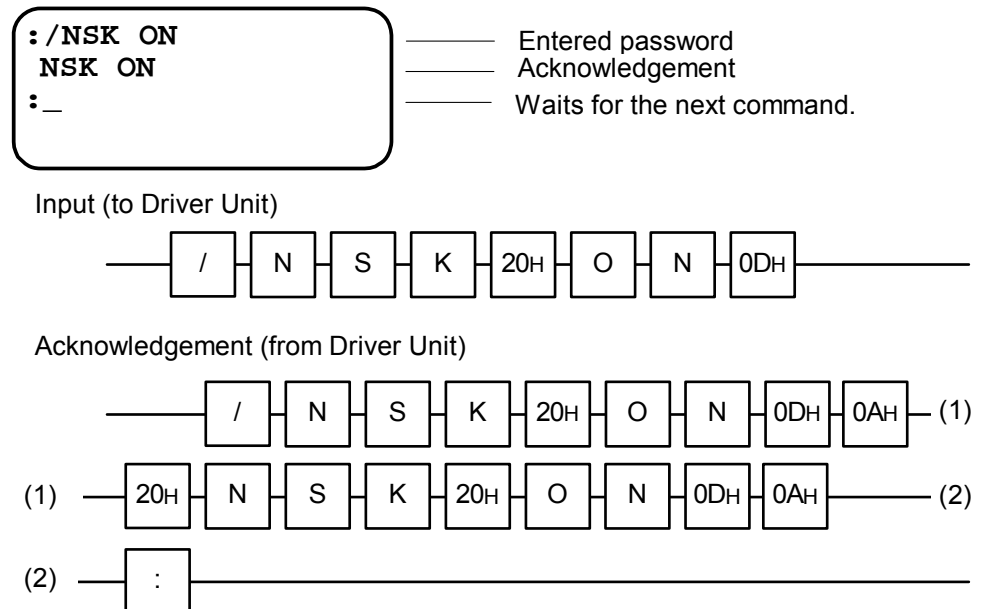 :/NSK ON Entered password
NSK ON Acknowledgement
:_ Waits for the next command.
Input (to Driver Unit)
/ N S K 20H O N 0DH
Acknowledgement (from Driver Unit)
/ N S K 20H O N 0DH 0AH (1)
(1) 20H N S K 20H O N 0DH 0AH (2)
(2) :